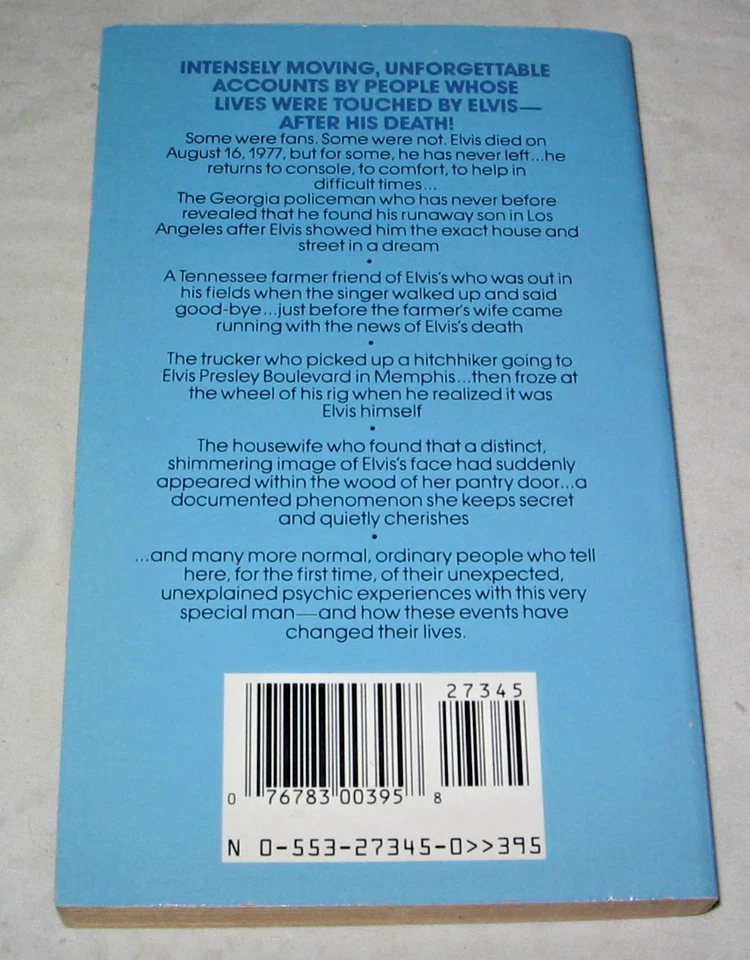 INTENSELY MOVING, UNFORGETTABLE
ACCOUNTS BY PEOPLE WHOSE
LIVES WERE TOUCHED BY ELVIS—
AFTER HIS DEATH!
Some were fans. Some were not. Elvis died on
August 16, 1977, but for some, he has never left...he
returns to console, to comfort, to help in
difficult times...
The Georgia policeman who has never before
revealed that he found his runaway son in Los
Angeles after Elvis showed him the exact house and
street in a dream
•
A Tennessee farmer friend of Elvis's who was out in
his fields when the singer walked up and said
good-bye...just before the farmer's wife came
running with the news of Elvis's death
•
The trucker who picked up a hitchhiker going to
Elvis Presley Boulevard in Memphis...then froze at
the wheel of his rig when he realized it was
Elvis himself
•
The housewife who found that a distinct,
shimmering image of Elvis's face had suddenly
appeared within the wood of her pantry door...a
documented phenomenon she keeps secret
and quietly cherishes
•
...and many more normal, ordinary people who tell
here, for the first time, of their unexpected,
unexplained psychic experiences with this very
special man—and how these events have
changed their lives.
27345
0 76783 00395 8
N 0-553-27345-0>>395